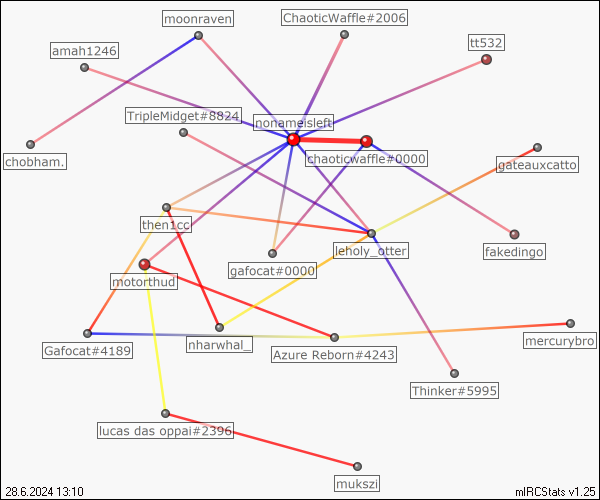 moonraven
ChaoticWaffle#2006
amah1246
tt532
TripleMidget#8824
nonameisleft
chobham.
chaoticwaffle#0000
gateauxcatto
then1cc
leholy_otter
fakedingo
gafocat#0000
motorthud
Gafocat#4189
nharwhal_
Azure Reborn#4243
mercurybro
Thinker#5995
lucas das oppai#2396
mukszi
28.6.2024 13:10
mIRCStats v1.25